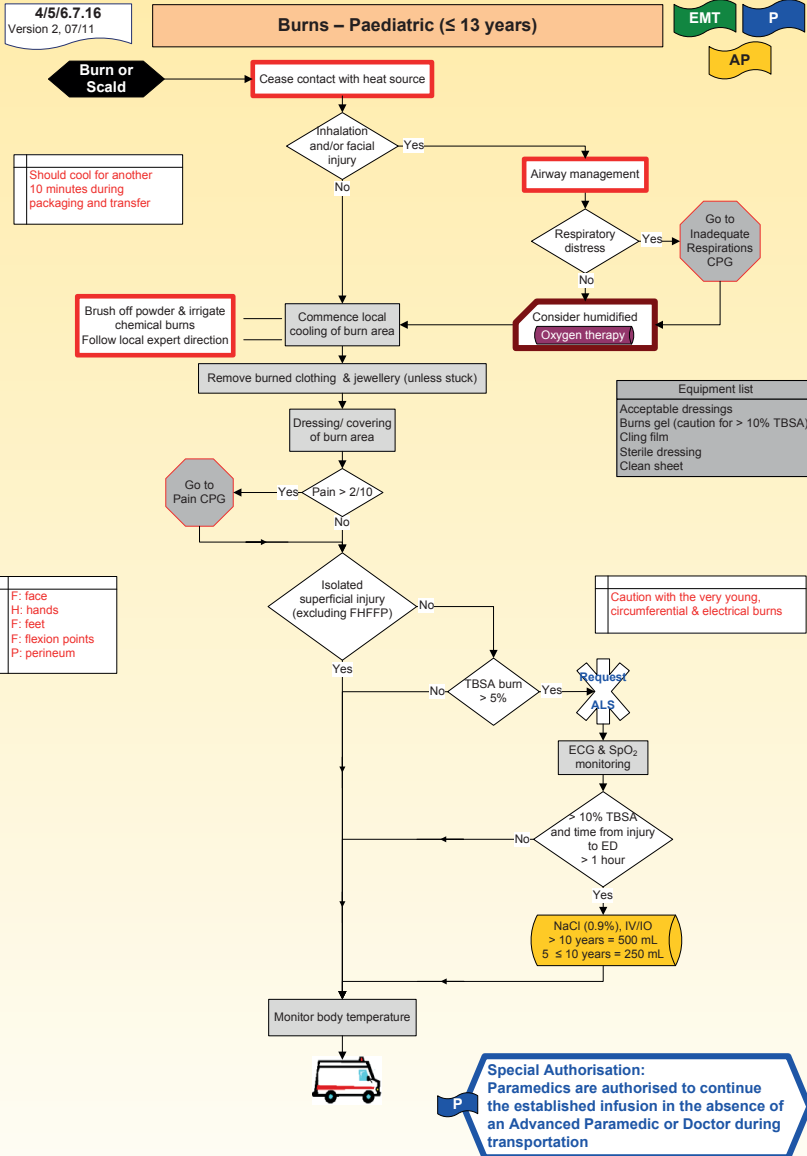 4/5/6.7.16
Version 2, 07/11
Burns – Paediatric (≤ 13 years)
EMT
P
AP
Burn or
Scald
Cease contact with heat source
Inhalation
and/or facial
injury
Yes
No
Should cool for another
10 minutes during
packaging and transfer
Airway management
Respiratory
distress
Yes
No
Go to
Inadequate
Respirations
CPG
Brush off powder & irrigate
chemical burns
Follow local expert direction
Commence local
cooling of burn area
Consider humidified
Oxygen therapy
Remove burned clothing & jewellery (unless stuck)
Equipment list
Acceptable dressings
Burns gel (caution for > 10% TBSA)
Cling film
Sterile dressing
Clean sheet
Dressing/ covering
of burn area
Go to
Pain CPG
Yes
Pain > 2/10
No
F: face
H: hands
F: feet
F: flexion points
P: perineum
Isolated
superficial injury
(excluding FHFFP)
No
Yes
Caution with the very young,
circumferential & electrical burns
No
TBSA burn
> 5%
Yes
Request
ALS
ECG & SpO₂
monitoring
No
> 10% TBSA
and time from injury
to ED
> 1 hour
Yes
NaCl (0.9%), IV/IO
> 10 years = 500 mL
5 ≤ 10 years = 250 mL
Monitor body temperature
P
Special Authorisation:
Paramedics are authorised to continue
the established infusion in the absence of
an Advanced Paramedic or Doctor during
transportation